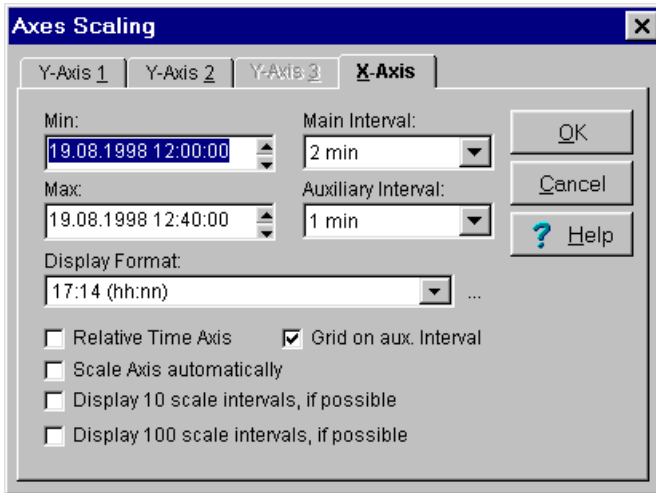 Axes Scaling
Y-Axis 1 Y-Axis 2 Y-Axis 3 X-Axis
Min: Main Interval:
19.08.1998 12:00:00 2 min OK
Max: Auxiliary Interval: Cancel
19.08.1998 12:40:00 1 min ? Help
Display Format:
17:14 (hh:nn) ...
Relative Time Axis Grid on aux. Interval
Scale Axis automatically
Display 10 scale intervals, if possible
Display 100 scale intervals, if possible